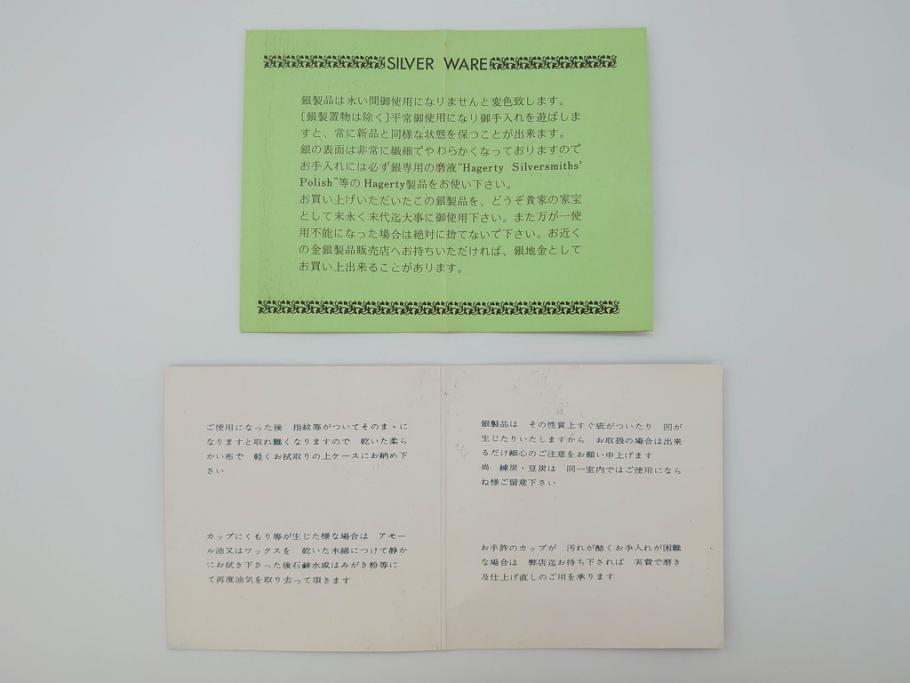 SILVER WARE
銀製品は永い間御使用になりませんと変色致します。
〔銀製置物は除く〕平常御使用になり御手入れを遊ばしま
すと、常に新品と同様な状態を保つことが出来ます。
銀の表面は非常に繊細でやわらかくなっておりますので
お手入れには必ず銀専用の磨液“Hagerty Silversmiths'
Polish”等の Hagerty製品をお使い下さい。
お買い上げいただいたこの銀製品を、どうぞ貴家の家宝
として末永く末代迄大事に御使用下さい。また万が一使
用不能になった場合は絶対に捨てないで下さい。お近く
の金銀製品販売店へお持ちいただければ、銀地金として
お買い上出来ることがあります。
ご使用になった後 指紋等がついてそのまゝに
なりますと取れ難くなりますので 乾いた柔ら
かい布で 軽くお拭取りの上ケースにお納め下
さい
カップにくもり等が生じた様な場合は アモー
ル油又はワックスを 乾いた木綿につけて静か
にお拭き下さった後石鹸水或はみがき粉等に
て再度油気を取り去って頂きます
銀製品は その性質上すぐ疵がついたり 凹が
生じたりいたしますから お取扱の場合は出来
るだけ細心のご注意をお願い申上げます
尚 練炭・豆炭は 同一室内ではご使用になら
ね様ご留意下さい
お手許のカップが 汚れが酷くお手入れが困難
な場合は 弊店迄お持ち下されば 実費で磨き
及仕上げ直しのご用を承ります